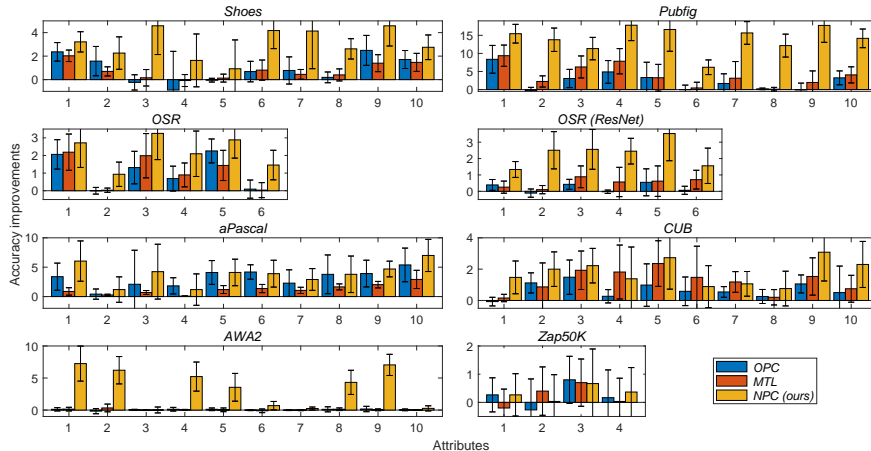 Shoes
Pubfig
4
2
0
1 2 3 4 5 6 7 8 9 10
15
10
5
0
1 2 3 4 5 6 7 8 9 10
OSR
OSR (ResNet)
3
2
1
0
1 2 3 4 5 6
3
2
1
0
1 2 3 4 5 6
Accuracy improvements
aPascal
CUB
10
5
0
1 2 3 4 5 6 7 8 9 10
4
2
0
1 2 3 4 5 6 7 8 9 10
AWA2
Zap50K
10
5
0
1 2 3 4 5 6 7 8 9 10
2
1
0
1 2 3 4
OPC
MTL
NPC (ours)
Attributes